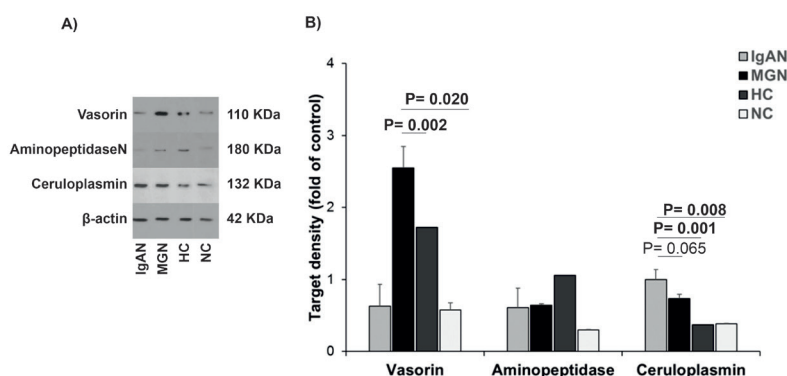 A)
Vasorin 110 KDa
AminopeptidaseN 180 KDa
Ceruloplasmin 132 KDa
β-actin 42 KDa
IgAN MGN HC NC
B)
Target density (fold of control)
4
3
2
1
0
P= 0.020
P= 0.002
P= 0.008
P= 0.001
P= 0.065
Vasorin Aminopeptidase Ceruloplasmin
IgAN
MGN
HC
NC